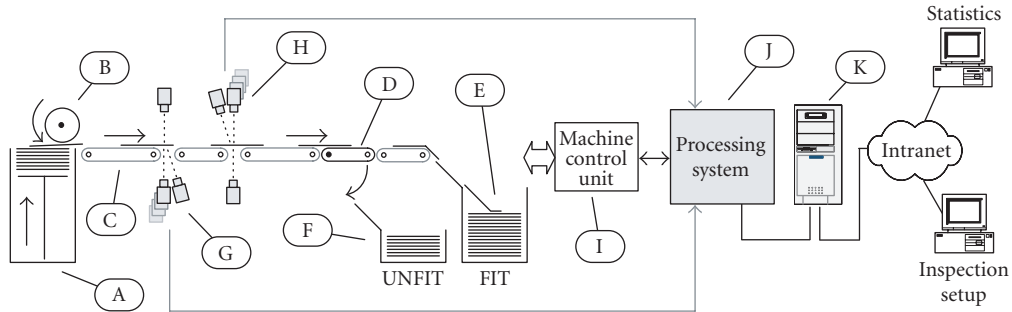 Statistics
B
H
J
K
D
E
Machine
control
unit
Processing
system
Intranet
C
G
F
I
A
UNFIT
FIT
Inspection
setup